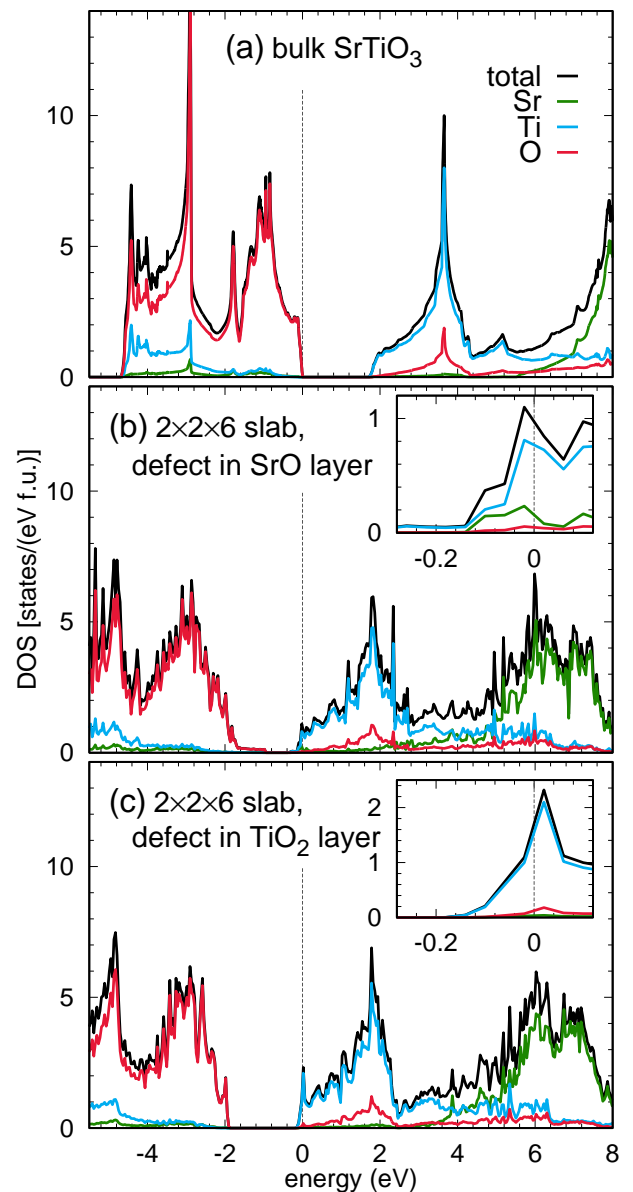 (a) bulk SrTiO₃
total
Sr
Ti
O
10
5
0
(b) 2×2×6 slab,
defect in SrO layer
1
0
-0.2 0
10
5
0
DOS [states/(eV f.u.)]
(c) 2×2×6 slab,
defect in TiO₂ layer
2
1
0
-0.2 0
10
5
0
-4 -2 0 2 4 6 8
energy (eV)